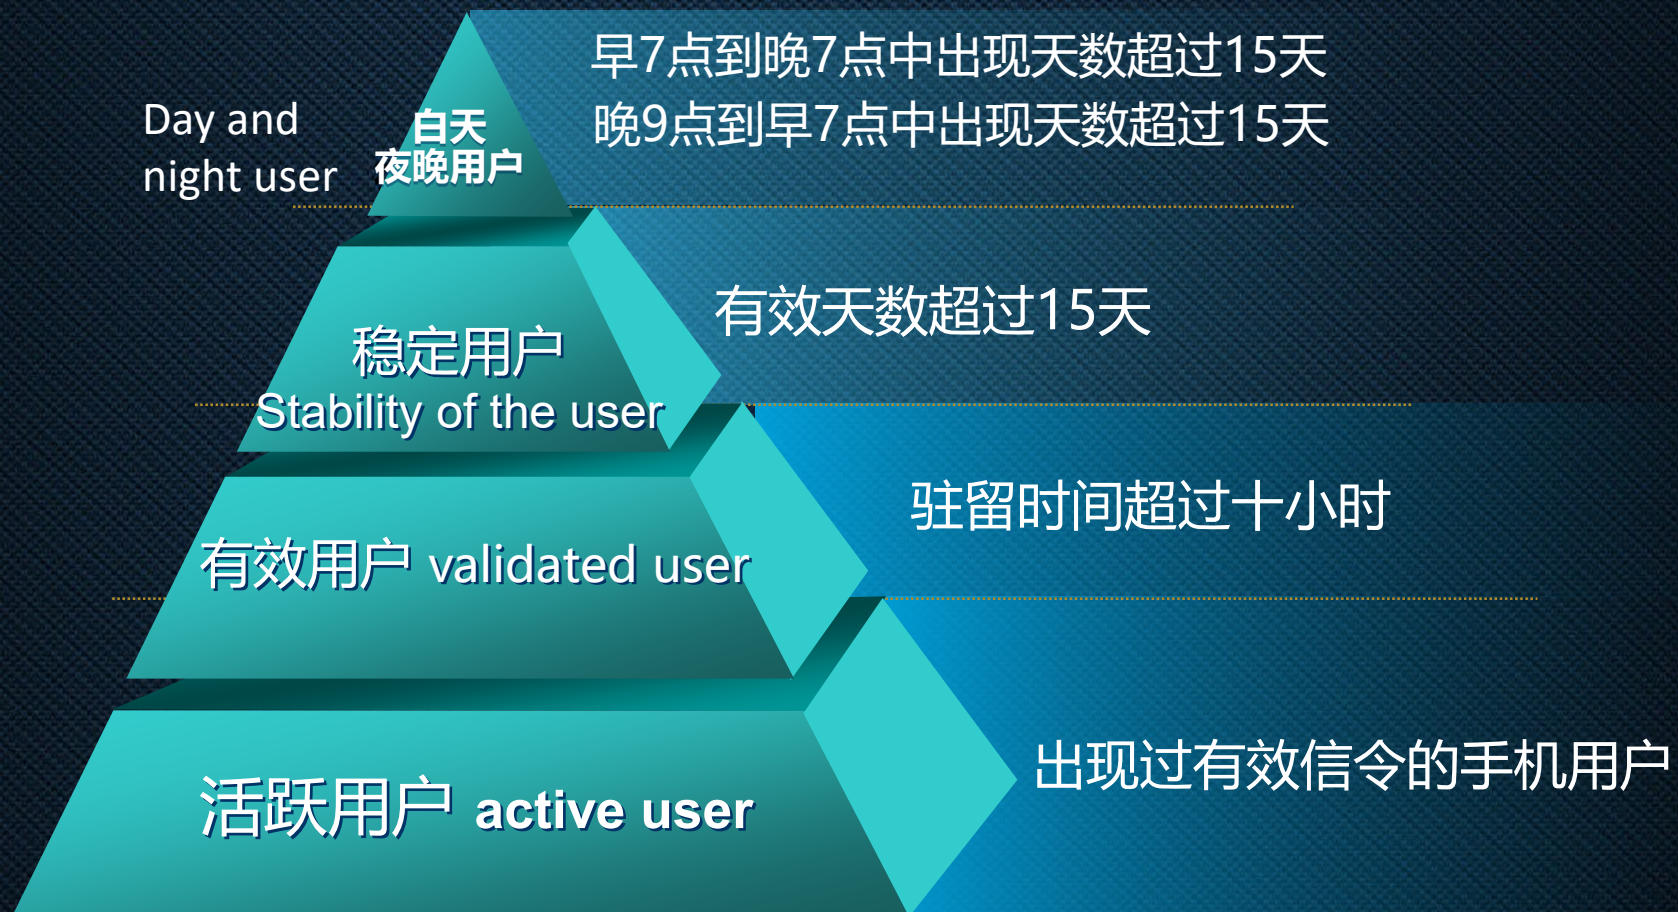 早7点到晚7点中出现天数超过15天
晚9点到早7点中出现天数超过15天
Day and
night user
白天
夜晚用户
有效天数超过15天
稳定用户
Stability of the user
驻留时间超过十小时
有效用户 validated user
出现过有效信令的手机用户
活跃用户 active user